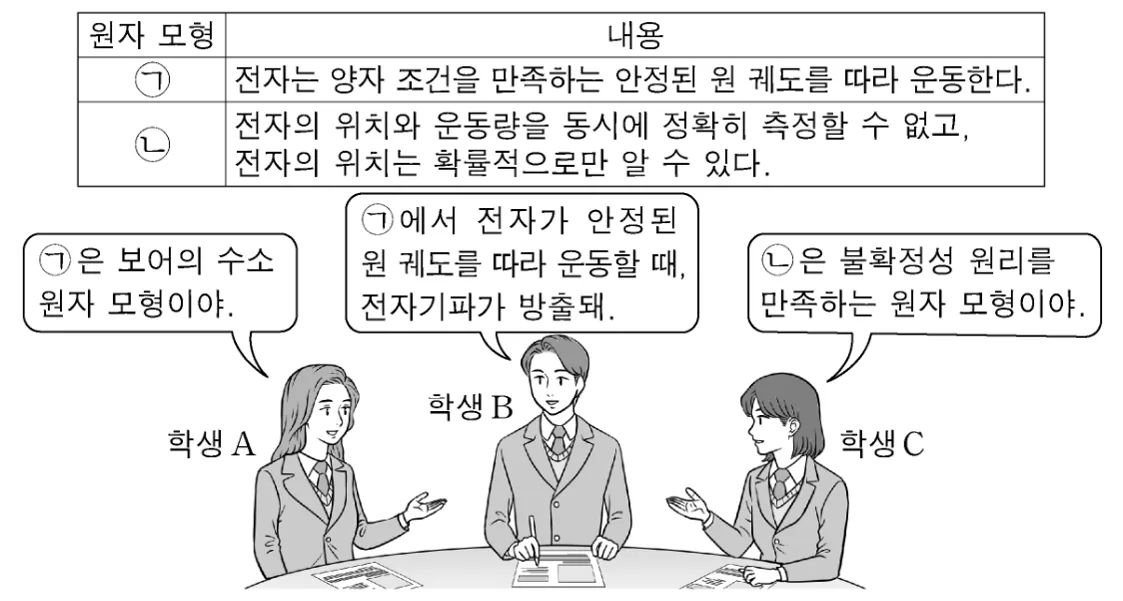 원자 모형 내용
㉠ 전자는 양자 조건을 만족하는 안정된 원 궤도를 따라 운동한다.
㉡ 전자의 위치와 운동량을 동시에 정확히 측정할 수 없고,
전자의 위치는 확률적으로만 알 수 있다.
㉠은 보어의 수소
원자 모형이야.
㉠에서 전자가 안정된
원 궤도를 따라 운동할 때,
전자기파가 방출돼.
㉡은 불확정성 원리를
만족하는 원자 모형이야.
학생 A
학생 B
학생 C